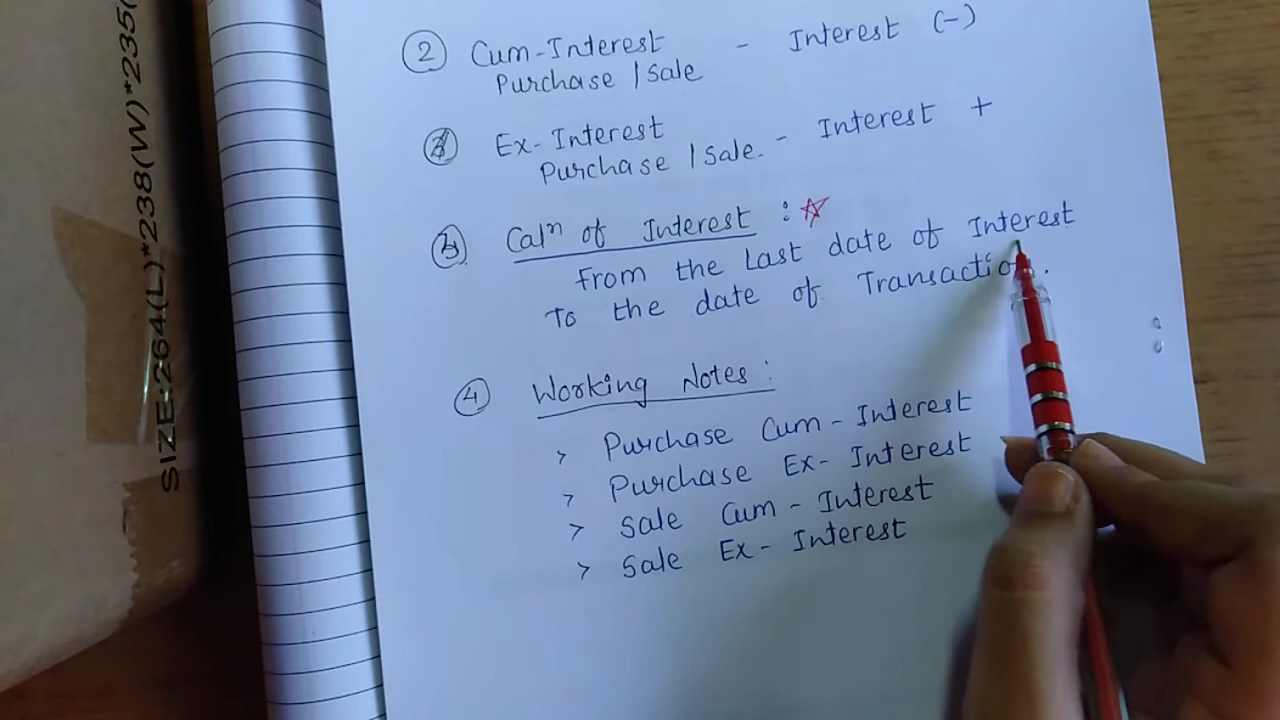 SIZE:264(L)*238(W)*235(
② Cum-Interest - Interest (-)
Purchase / Sale
Ex-Interest
Purchase / Sale. - Interest +
Calⁿ of Interest : ☆
From the Last date of Interest
To the date of Transaction.
④ Working Notes :
> Purchase Cum - Interest
> Purchase Ex - Interest
> Sale Cum - Interest
> Sale Ex - Interest